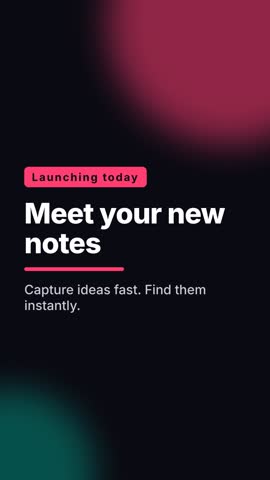 Launching today
Meet your new
notes
Capture ideas fast. Find them
instantly.